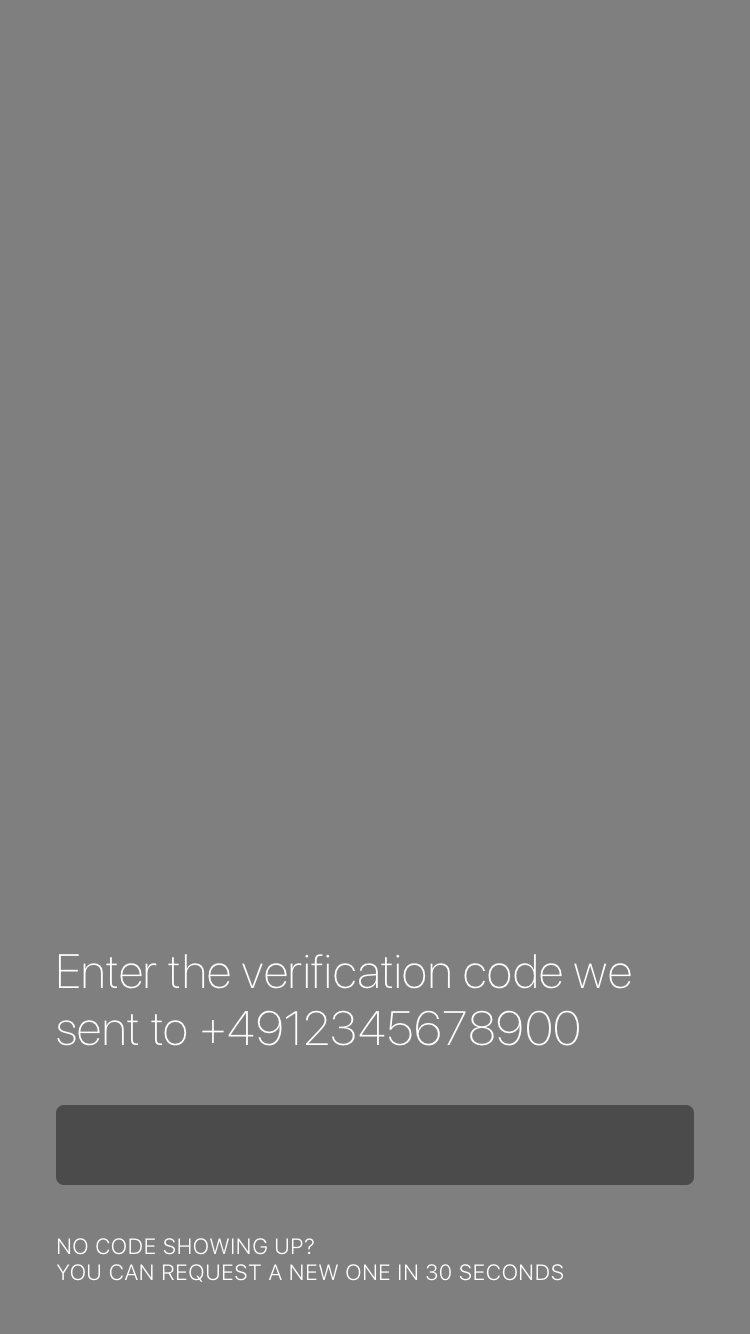 Enter the verification code we
sent to +4912345678900
NO CODE SHOWING UP?
YOU CAN REQUEST A NEW ONE IN 30 SECONDS